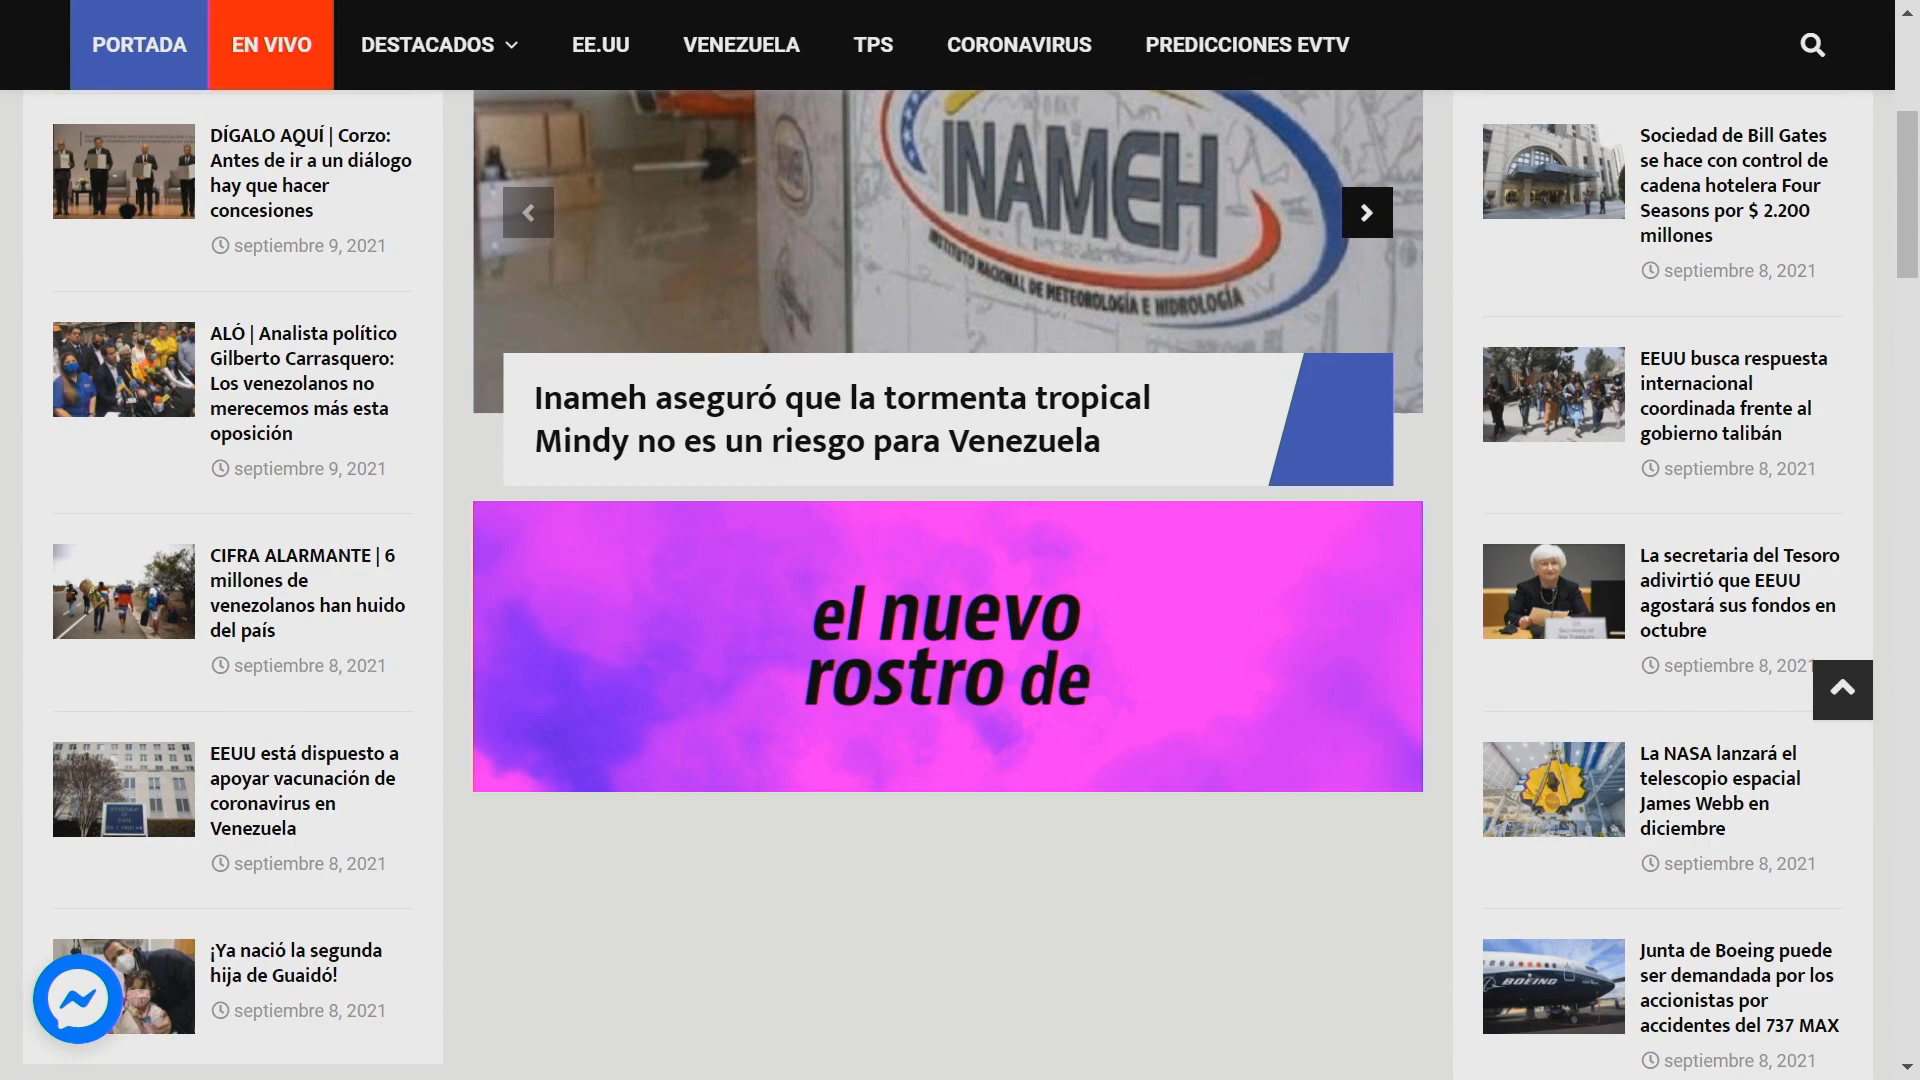 PORTADA
EN VIVO
DESTACADOS
EE.UU
VENEZUELA
TPS
CORONAVIRUS
PREDICCIONES EVTV
DÍGALO AQUÍ | Corzo:
Antes de ir a un diálogo
hay que hacer
concesiones
septiembre 9, 2021
ALÓ | Analista político
Gilberto Carrasquero:
Los venezolanos no
merecemos más esta
oposición
septiembre 9, 2021
CIFRA ALARMANTE | 6
millones de
venezolanos han huido
del país
septiembre 8, 2021
EEUU está dispuesto a
apoyar vacunación de
coronavirus en
Venezuela
septiembre 8, 2021
¡Ya nació la segunda
hija de Guaidó!
septiembre 8, 2021
INAMEH
INSTITUTO NACIONAL DE METEOROLOGÍA E HIDROLOGÍA
Inameh aseguró que la tormenta tropical
Mindy no es un riesgo para Venezuela
el nuevo
rostro de
Sociedad de Bill Gates
se hace con control de
cadena hotelera Four
Seasons por $ 2.200
millones
septiembre 8, 2021
EEUU busca respuesta
internacional
coordinada frente al
gobierno talibán
septiembre 8, 2021
La secretaria del Tesoro
adivirtió que EEUU
agostará sus fondos en
octubre
septiembre 8, 2021
La NASA lanzará el
telescopio espacial
James Webb en
diciembre
septiembre 8, 2021
BOEING
Junta de Boeing puede
ser demandada por los
accionistas por
accidentes del 737 MAX
septiembre 8, 2021